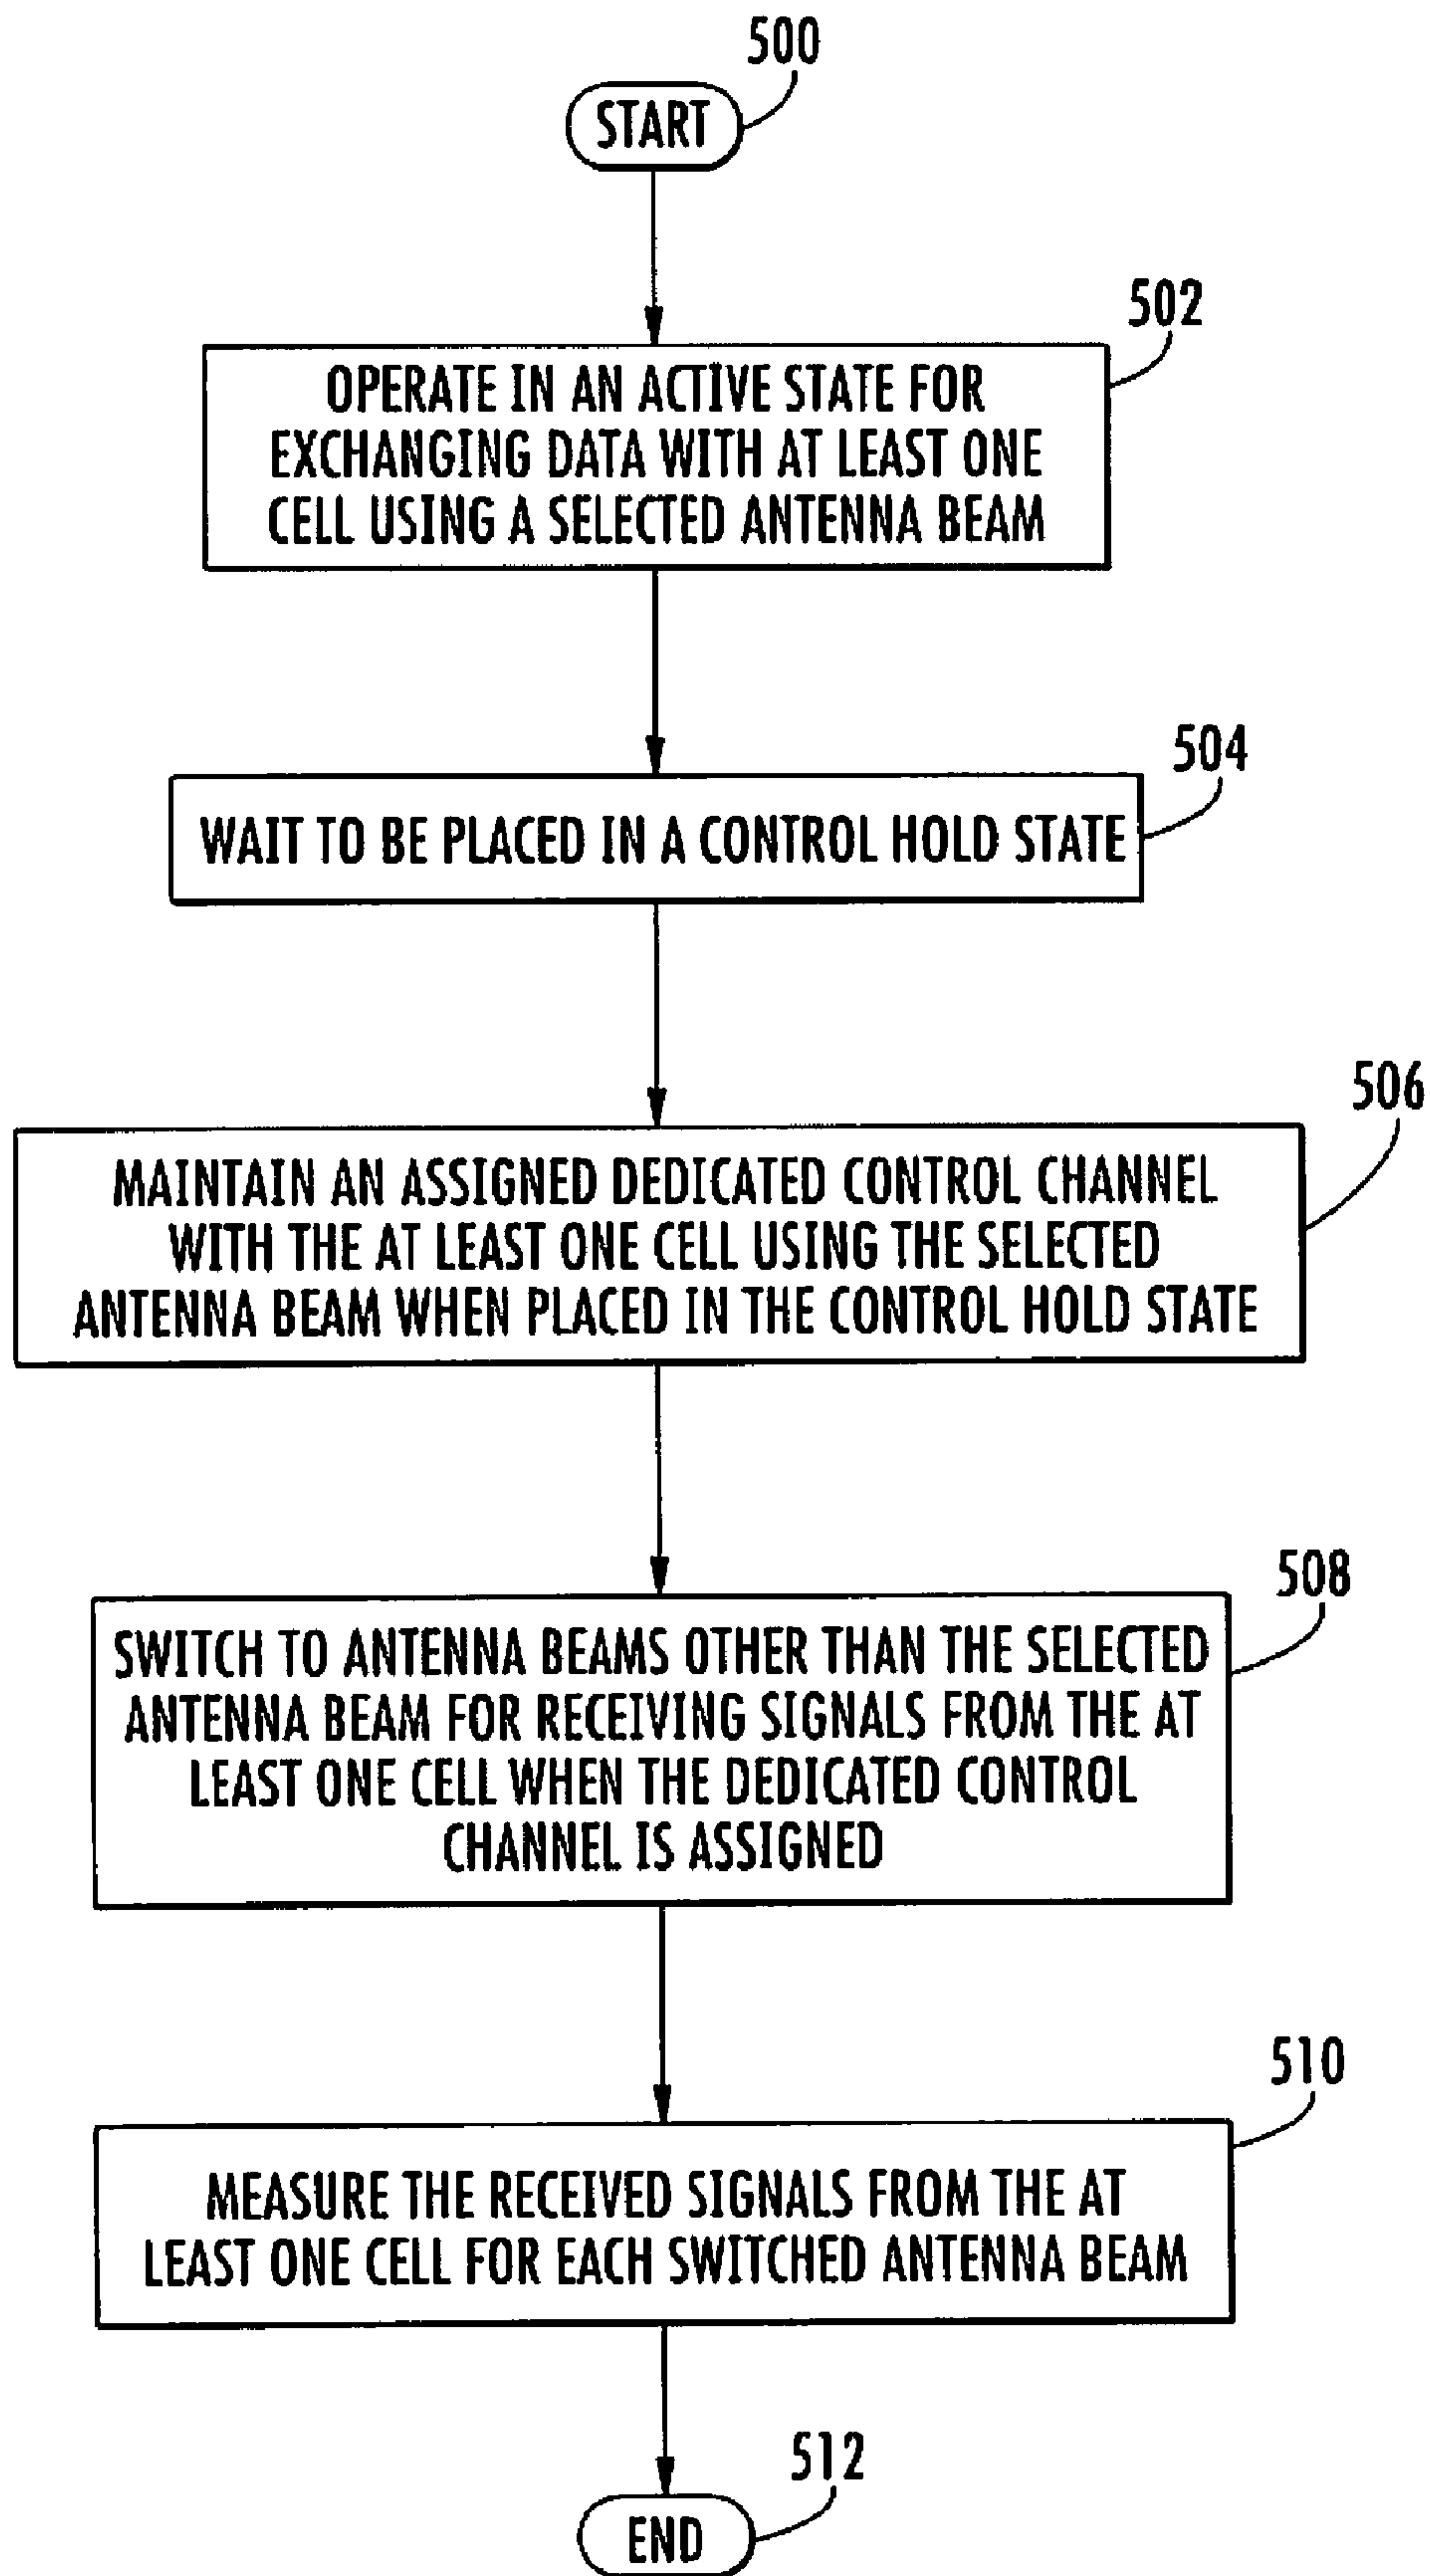 500
START
502
OPERATE IN AN ACTIVE STATE FOR
EXCHANGING DATA WITH AT LEAST ONE
CELL USING A SELECTED ANTENNA BEAM
504
WAIT TO BE PLACED IN A CONTROL HOLD STATE
506
MAINTAIN AN ASSIGNED DEDICATED CONTROL CHANNEL
WITH THE AT LEAST ONE CELL USING THE SELECTED
ANTENNA BEAM WHEN PLACED IN THE CONTROL HOLD STATE
508
SWITCH TO ANTENNA BEAMS OTHER THAN THE SELECTED
ANTENNA BEAM FOR RECEIVING SIGNALS FROM THE AT
LEAST ONE CELL WHEN THE DEDICATED CONTROL
CHANNEL IS ASSIGNED
510
MEASURE THE RECEIVED SIGNALS FROM THE AT
LEAST ONE CELL FOR EACH SWITCHED ANTENNA BEAM
512
END